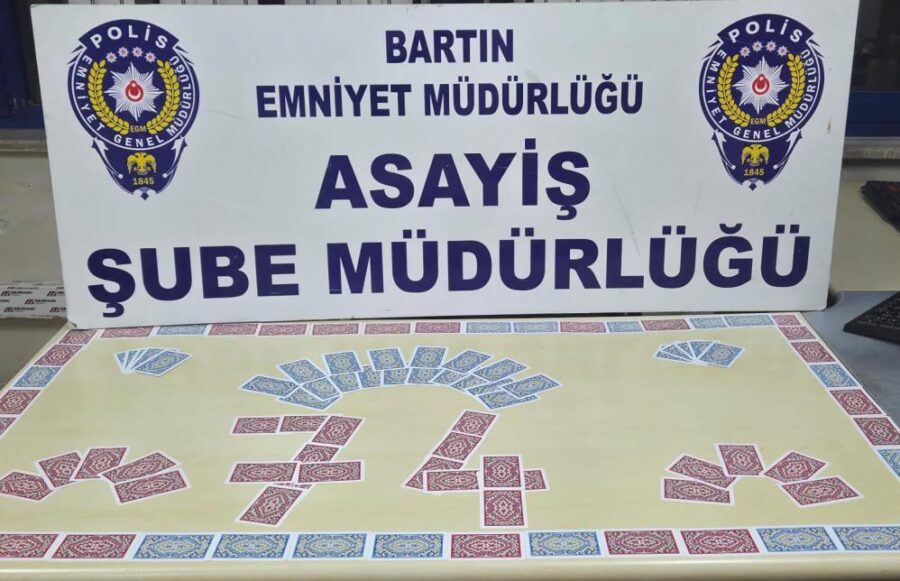 BARTIN
EMNİYET MÜDÜRLÜĞÜ
ASAYİŞ
ŞUBE MÜDÜRLÜĞÜ
POLİS
EMNİYET GENEL MÜDÜRLÜĞÜ
EGM
1845
POLİS
EMNİYET GENEL MÜDÜRLÜĞÜ
EGM
1845
74